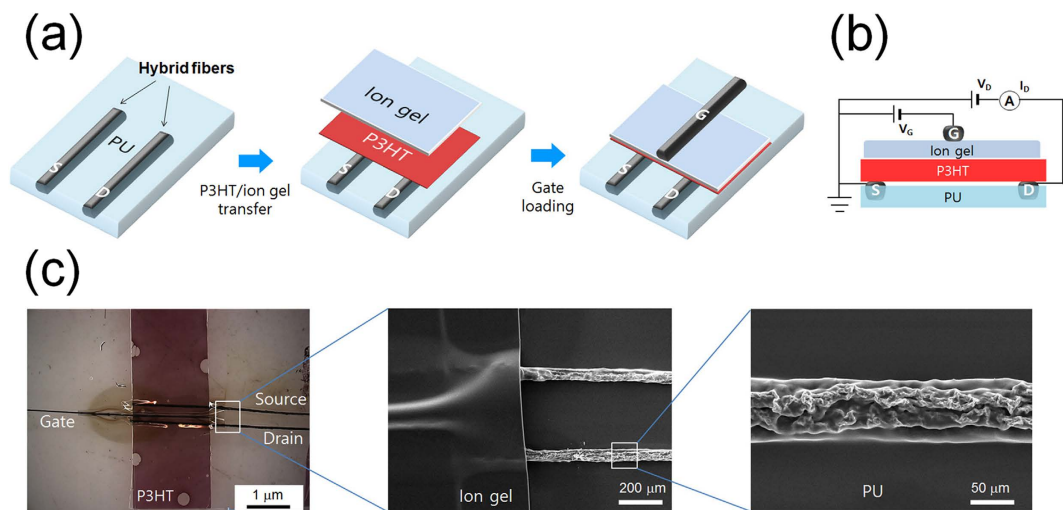 (a)
Hybrid fibers
PU
S
D
P3HT/ion gel
transfer
Ion gel
P3HT
S
D
Gate
loading
G
S
D
(b)
V_D
I_D
A
V_G
G
Ion gel
P3HT
S
D
PU
(c)
Gate
Source
Drain
P3HT
1 μm
Ion gel
200 μm
PU
50 μm